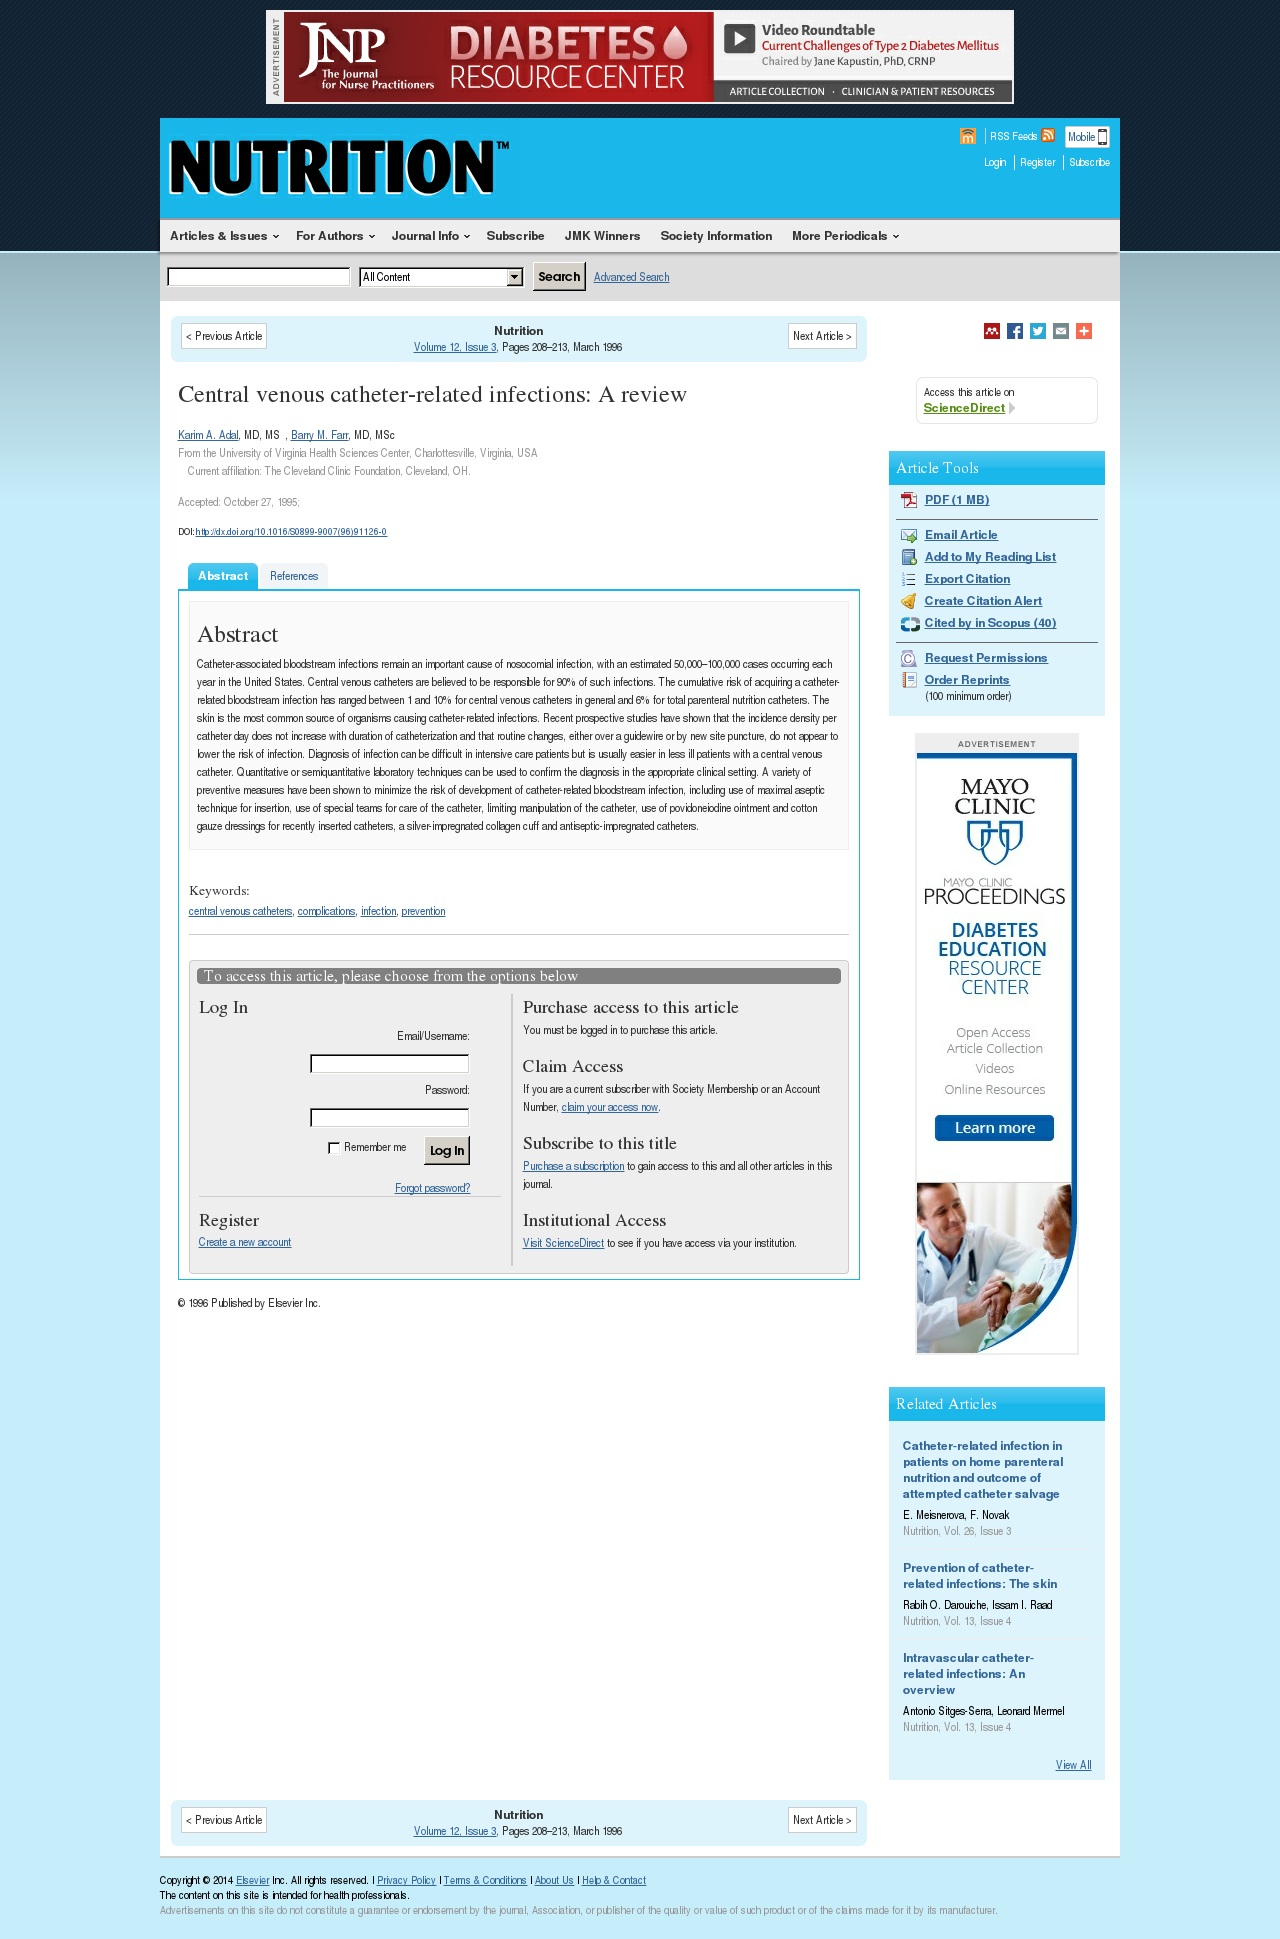 ADVERTISEMENT
JNP
The Journal
for Nurse Practitioners
DIABETES
RESOURCE CENTER
Video Roundtable
Current Challenges of Type 2 Diabetes Mellitus
Chaired by Jane Kapustin, PhD, CRNP
ARTICLE COLLECTION · CLINICIAN & PATIENT RESOURCES
NUTRITION™
RSS Feeds
Mobile
Login | Register | Subscribe
Articles & Issues
For Authors
Journal Info
Subscribe
JMK Winners
Society Information
More Periodicals
All Content
Search
Advanced Search
< Previous Article
Nutrition
Volume 12, Issue 3, Pages 208–213, March 1996
Next Article >
Central venous catheter-related infections: A review
Karim A. Adal, MD, MS , Barry M. Farr, MD, MSc
From the University of Virginia Health Sciences Center, Charlottesville, Virginia, USA
Current affiliation: The Cleveland Clinic Foundation, Cleveland, OH.
Accepted: October 27, 1995;
DOI: http://dx.doi.org/10.1016/S0899-9007(96)91126-0
Abstract
References
Abstract
Catheter-associated bloodstream infections remain an important cause of nosocomial infection, with an estimated 50,000–100,000 cases occurring each
year in the United States. Central venous catheters are believed to be responsible for 90% of such infections. The cumulative risk of acquiring a catheter-
related bloodstream infection has ranged between 1 and 10% for central venous catheters in general and 6% for total parenteral nutrition catheters. The
skin is the most common source of organisms causing catheter-related infections. Recent prospective studies have shown that the incidence density per
catheter day does not increase with duration of catheterization and that routine changes, either over a guidewire or by new site puncture, do not appear to
lower the risk of infection. Diagnosis of infection can be difficult in intensive care patients but is usually easier in less ill patients with a central venous
catheter. Quantitative or semiquantitative laboratory techniques can be used to confirm the diagnosis in the appropriate clinical setting. A variety of
preventive measures have been shown to minimize the risk of development of catheter-related bloodstream infection, including use of maximal aseptic
technique for insertion, use of special teams for care of the catheter, limiting manipulation of the catheter, use of povidoneiodine ointment and cotton
gauze dressings for recently inserted catheters, a silver-impregnated collagen cuff and antiseptic-impregnated catheters.
Keywords:
central venous catheters, complications, infection, prevention
To access this article, please choose from the options below
Log In
Email/Username:
Password:
Remember me
Log In
Forgot password?
Register
Create a new account
Purchase access to this article
You must be logged in to purchase this article.
Claim Access
If you are a current subscriber with Society Membership or an Account
Number, claim your access now.
Subscribe to this title
Purchase a subscription to gain access to this and all other articles in this
journal.
Institutional Access
Visit ScienceDirect to see if you have access via your institution.
© 1996 Published by Elsevier Inc.
Access this article on
ScienceDirect
Article Tools
PDF (1 MB)
Email Article
Add to My Reading List
Export Citation
Create Citation Alert
Cited by in Scopus (40)
Request Permissions
Order Reprints
(100 minimum order)
ADVERTISEMENT
MAYO
CLINIC
MAYO CLINIC
PROCEEDINGS
DIABETES
EDUCATION
RESOURCE
CENTER
Open Access
Article Collection
Videos
Online Resources
Learn more
Related Articles
Catheter-related infection in
patients on home parenteral
nutrition and outcome of
attempted catheter salvage
E. Meisnerova, F. Novak
Nutrition, Vol. 26, Issue 3
Prevention of catheter-
related infections: The skin
Rabih O. Darouiche, Issam I. Raad
Nutrition, Vol. 13, Issue 4
Intravascular catheter-
related infections: An
overview
Antonio Sitges-Serra, Leonard Mermel
Nutrition, Vol. 13, Issue 4
View All
< Previous Article
Nutrition
Volume 12, Issue 3, Pages 208–213, March 1996
Next Article >
Copyright © 2014 Elsevier Inc. All rights reserved. | Privacy Policy | Terms & Conditions | About Us | Help & Contact
The content on this site is intended for health professionals.
Advertisements on this site do not constitute a guarantee or endorsement by the journal, Association, or publisher of the quality or value of such product or of the claims made for it by its manufacturer.